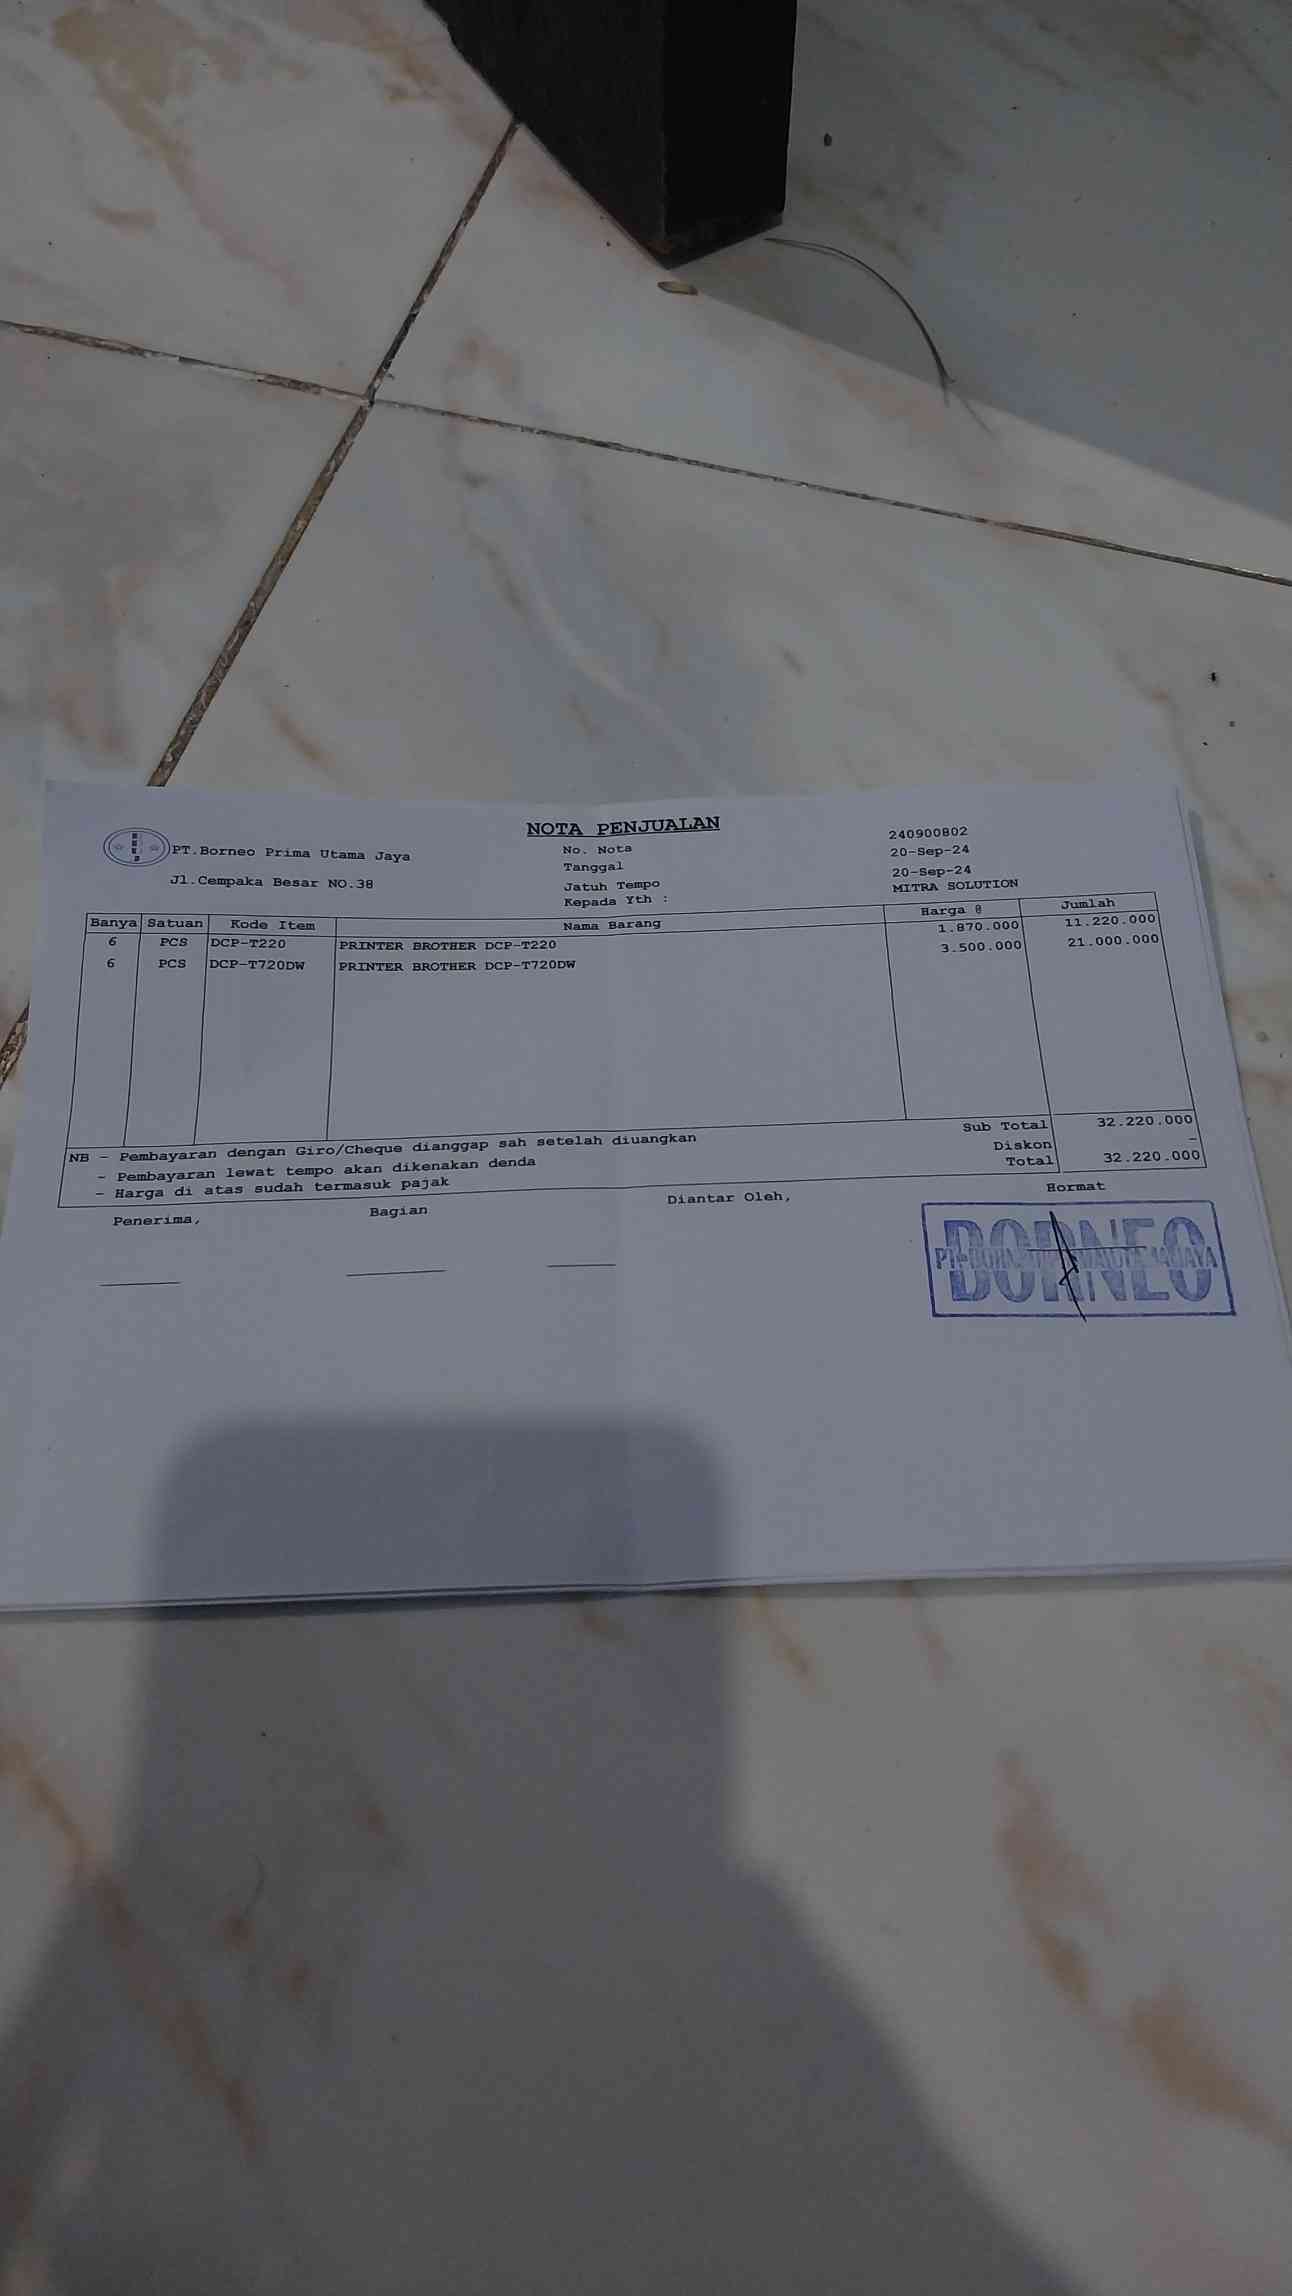 NOTA PENJUALAN
PT.Borneo Prima Utama Jaya
Jl.Cempaka Besar NO.38
No. Nota 240900802
Tanggal 20-Sep-24
Jatuh Tempo 20-Sep-24
Kepada Yth : MITRA SOLUTION
Banya Satuan Kode Item Nama Barang Harga @ Jumlah
6 PCS DCP-T220 PRINTER BROTHER DCP-T220 1.870.000 11.220.000
6 PCS DCP-T720DW PRINTER BROTHER DCP-T720DW 3.500.000 21.000.000
NB - Pembayaran dengan Giro/Cheque dianggap sah setelah diuangkan
- Pembayaran lewat tempo akan dikenakan denda
- Harga di atas sudah termasuk pajak
Sub Total 32.220.000
Diskon -
Total 32.220.000
Penerima, Bagian Diantar Oleh, Hormat
BORNEO